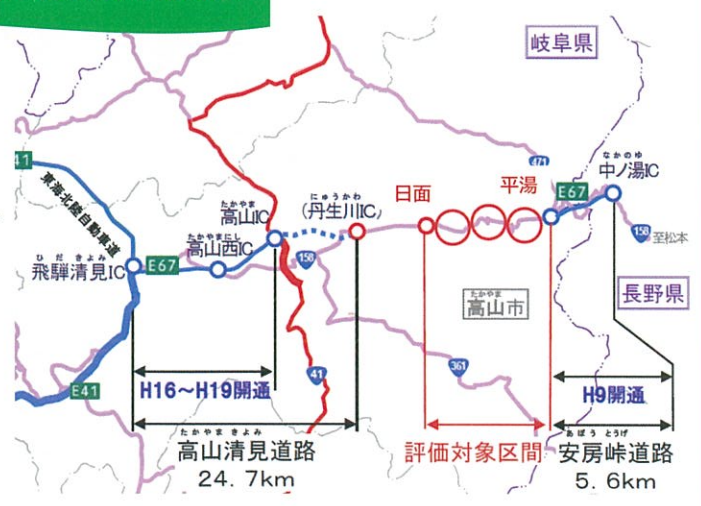 岐阜県
471
なかのゆ
中ノ湯IC
E67
平湯
日面
にゅうかわ
(丹生川IC)
たかやま
高山IC
たかやまにし
高山西IC
41
東海北陸自動車道
ひだ きよみ
飛騨清見IC
E67
158
158
至松本
たかやま
高山市
長野県
361
41
E41
H16～H19開通
H9開通
たかやま きよみ
高山清見道路
24. 7km
評価対象区間
あぼう とうげ
安房峠道路
5. 6km